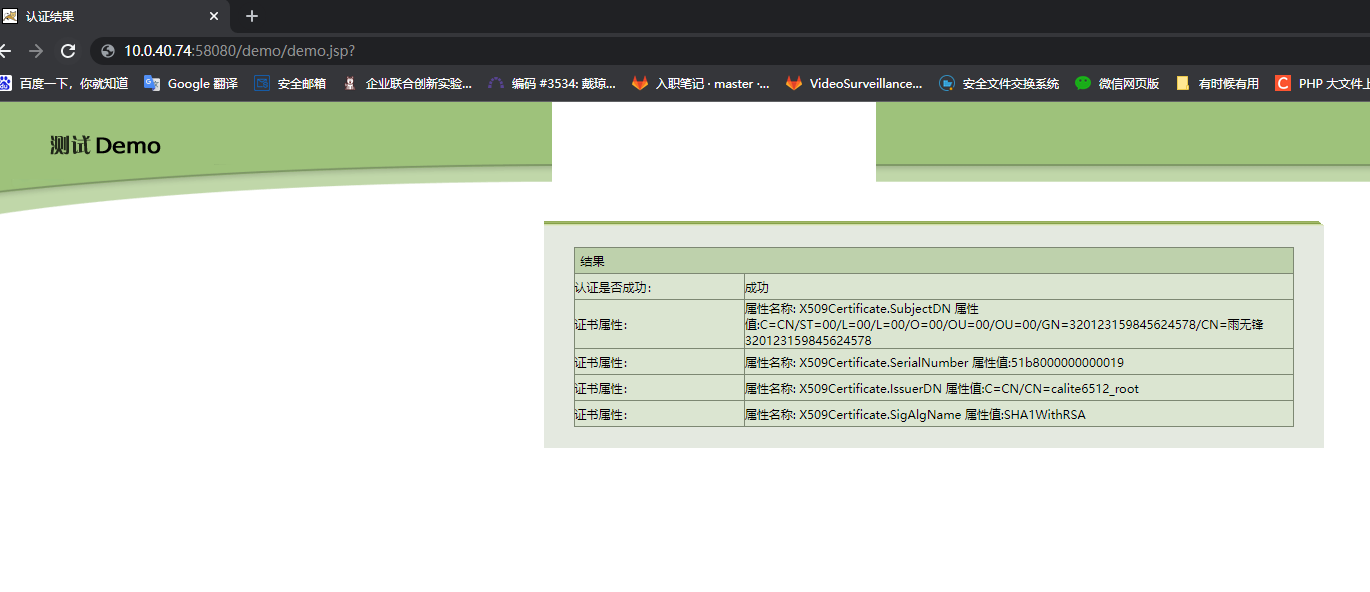 认证结果
10.0.40.74:58080/demo/demo.jsp?
百度一下，你就知道 Google 翻译 安全邮箱 企业联合创新实验... 编码 #3534: 戴琼... 入职笔记 · master ·... VideoSurveillance... 安全文件交换系统 微信网页版 有时候有用 PHP 大文件上
测试 Demo
结果
认证是否成功： 成功
证书属性： 属性名称: X509Certificate.SubjectDN 属性
值:C=CN/ST=00/L=00/L=00/O=00/OU=00/OU=00/GN=320123159845624578/CN=雨无锋
320123159845624578
证书属性： 属性名称: X509Certificate.SerialNumber 属性值:51b8000000000019
证书属性： 属性名称: X509Certificate.IssuerDN 属性值:C=CN/CN=calite6512_root
证书属性： 属性名称: X509Certificate.SigAlgName 属性值:SHA1WithRSA